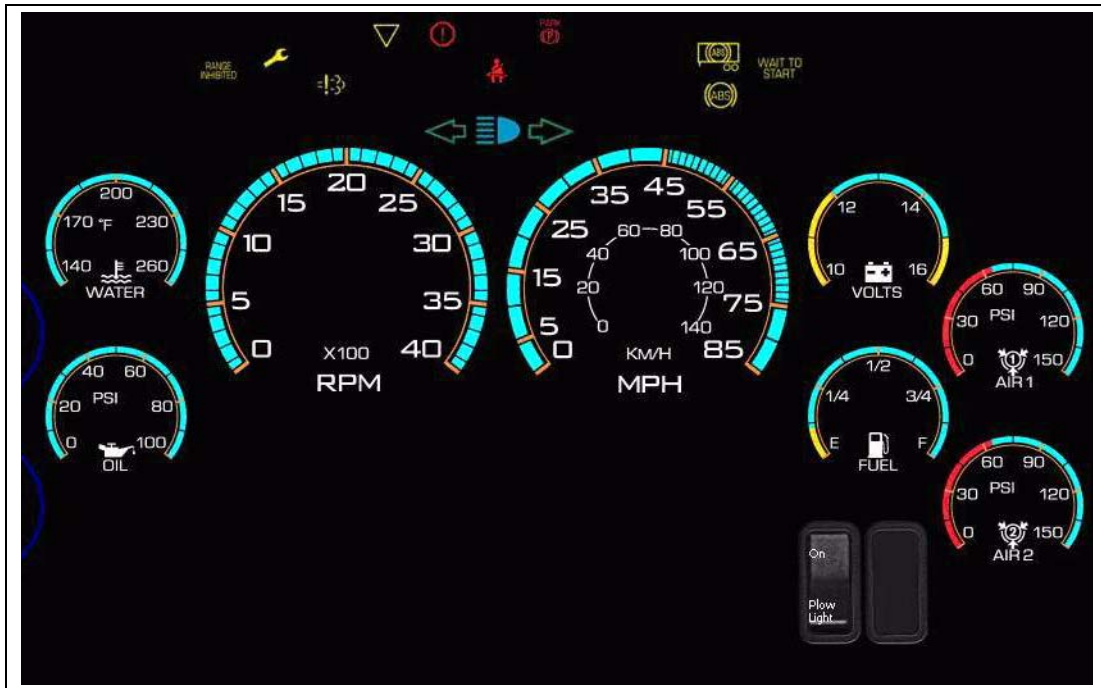 RANGE
INHIBITED
PARK
(P)
(ABS)
(ABS)
WAIT TO
START
140
170
200
230
260
°F
WATER
0
20
40
60
80
100
PSI
OIL
0
5
10
15
20
25
30
35
40
X100
RPM
0
5
15
25
35
45
55
65
75
85
0
20
40
60
80
100
120
140
KM/H
MPH
10
12
14
16
VOLTS
E
1/4
1/2
3/4
F
FUEL
0
30
60
90
120
150
PSI
1
AIR 1
0
30
60
90
120
150
PSI
2
AIR 2
On
Plow
Light